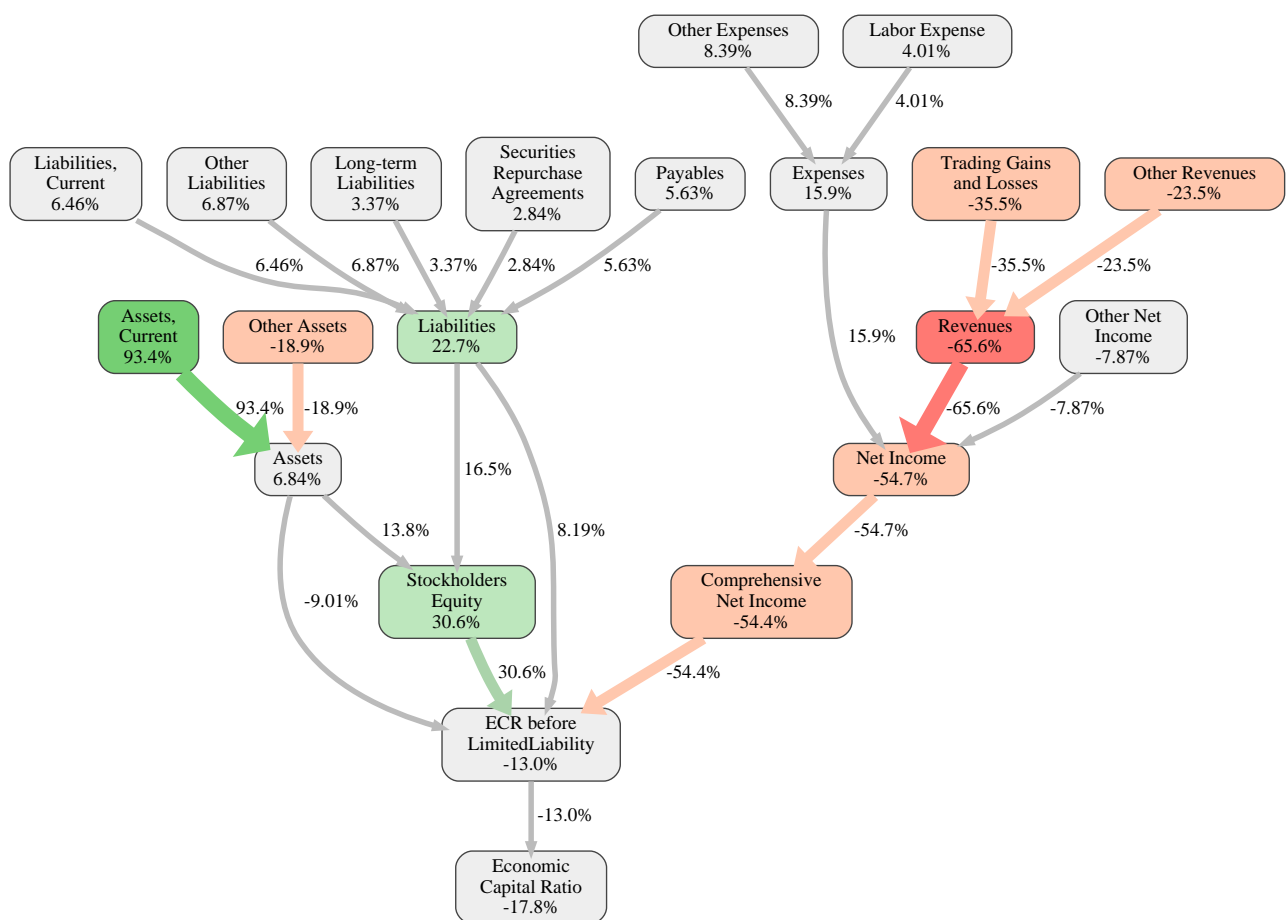 Other Expenses
8.39%
Labor Expense
4.01%
8.39%
4.01%
Liabilities,
Current
6.46%
Other
Liabilities
6.87%
Long-term
Liabilities
3.37%
Securities
Repurchase
Agreements
2.84%
Payables
5.63%
Expenses
15.9%
Trading Gains
and Losses
-35.5%
Other Revenues
-23.5%
6.46%
6.87%
3.37%
2.84%
5.63%
-35.5%
-23.5%
Assets,
Current
93.4%
Other Assets
-18.9%
Liabilities
22.7%
15.9%
Revenues
-65.6%
Other Net
Income
-7.87%
93.4%
-18.9%
-65.6%
-7.87%
Assets
6.84%
16.5%
Net Income
-54.7%
13.8%
8.19%
-54.7%
-9.01%
Stockholders
Equity
30.6%
Comprehensive
Net Income
-54.4%
30.6%
-54.4%
ECR before
LimitedLiability
-13.0%
-13.0%
Economic
Capital Ratio
-17.8%